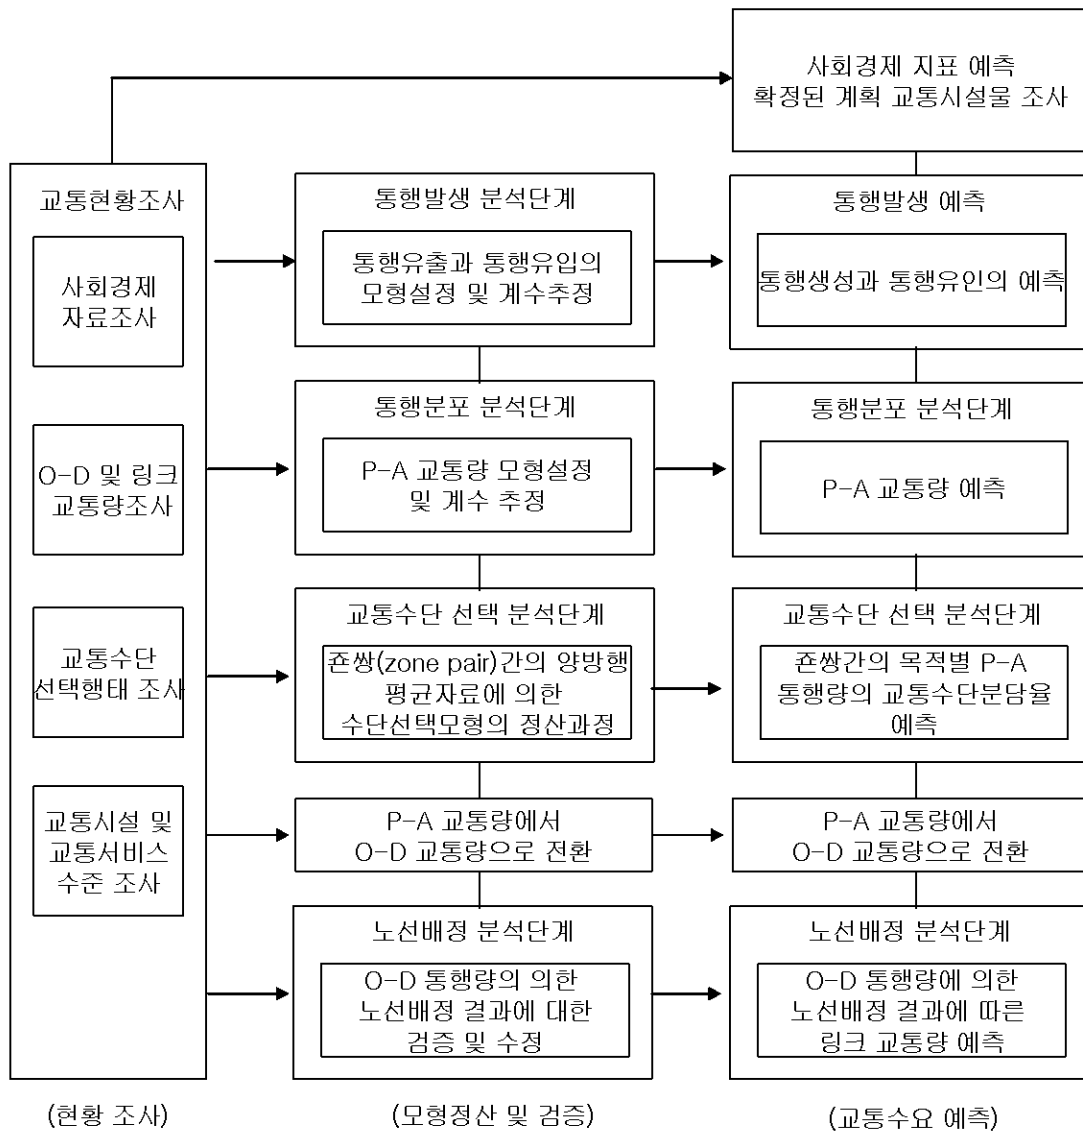 사회경제 지표 예측
확정된 계획 교통시설물 조사
교통현황조사
사회경제
자료조사
O-D 및 링크
교통량조사
교통수단
선택행태 조사
교통시설 및
교통서비스
수준 조사
(현황 조사)
통행발생 분석단계
통행유출과 통행유입의
모형설정 및 계수추정
통행분포 분석단계
P-A 교통량 모형설정
및 계수 추정
교통수단 선택 분석단계
죤쌍(zone pair)간의 양방행
평균자료에 의한
수단선택모형의 정산과정
P-A 교통량에서
O-D 교통량으로 전환
노선배정 분석단계
O-D 통행량의 의한
노선배정 결과에 대한
검증 및 수정
(모형정산 및 검증)
통행발생 예측
통행생성과 통행유인의 예측
통행분포 분석단계
P-A 교통량 예측
교통수단 선택 분석단계
죤쌍간의 목적별 P-A
통행량의 교통수단분담율
예측
P-A 교통량에서
O-D 교통량으로 전환
노선배정 분석단계
O-D 통행량에 의한
노선배정 결과에 따른
링크 교통량 예측
(교통수요 예측)